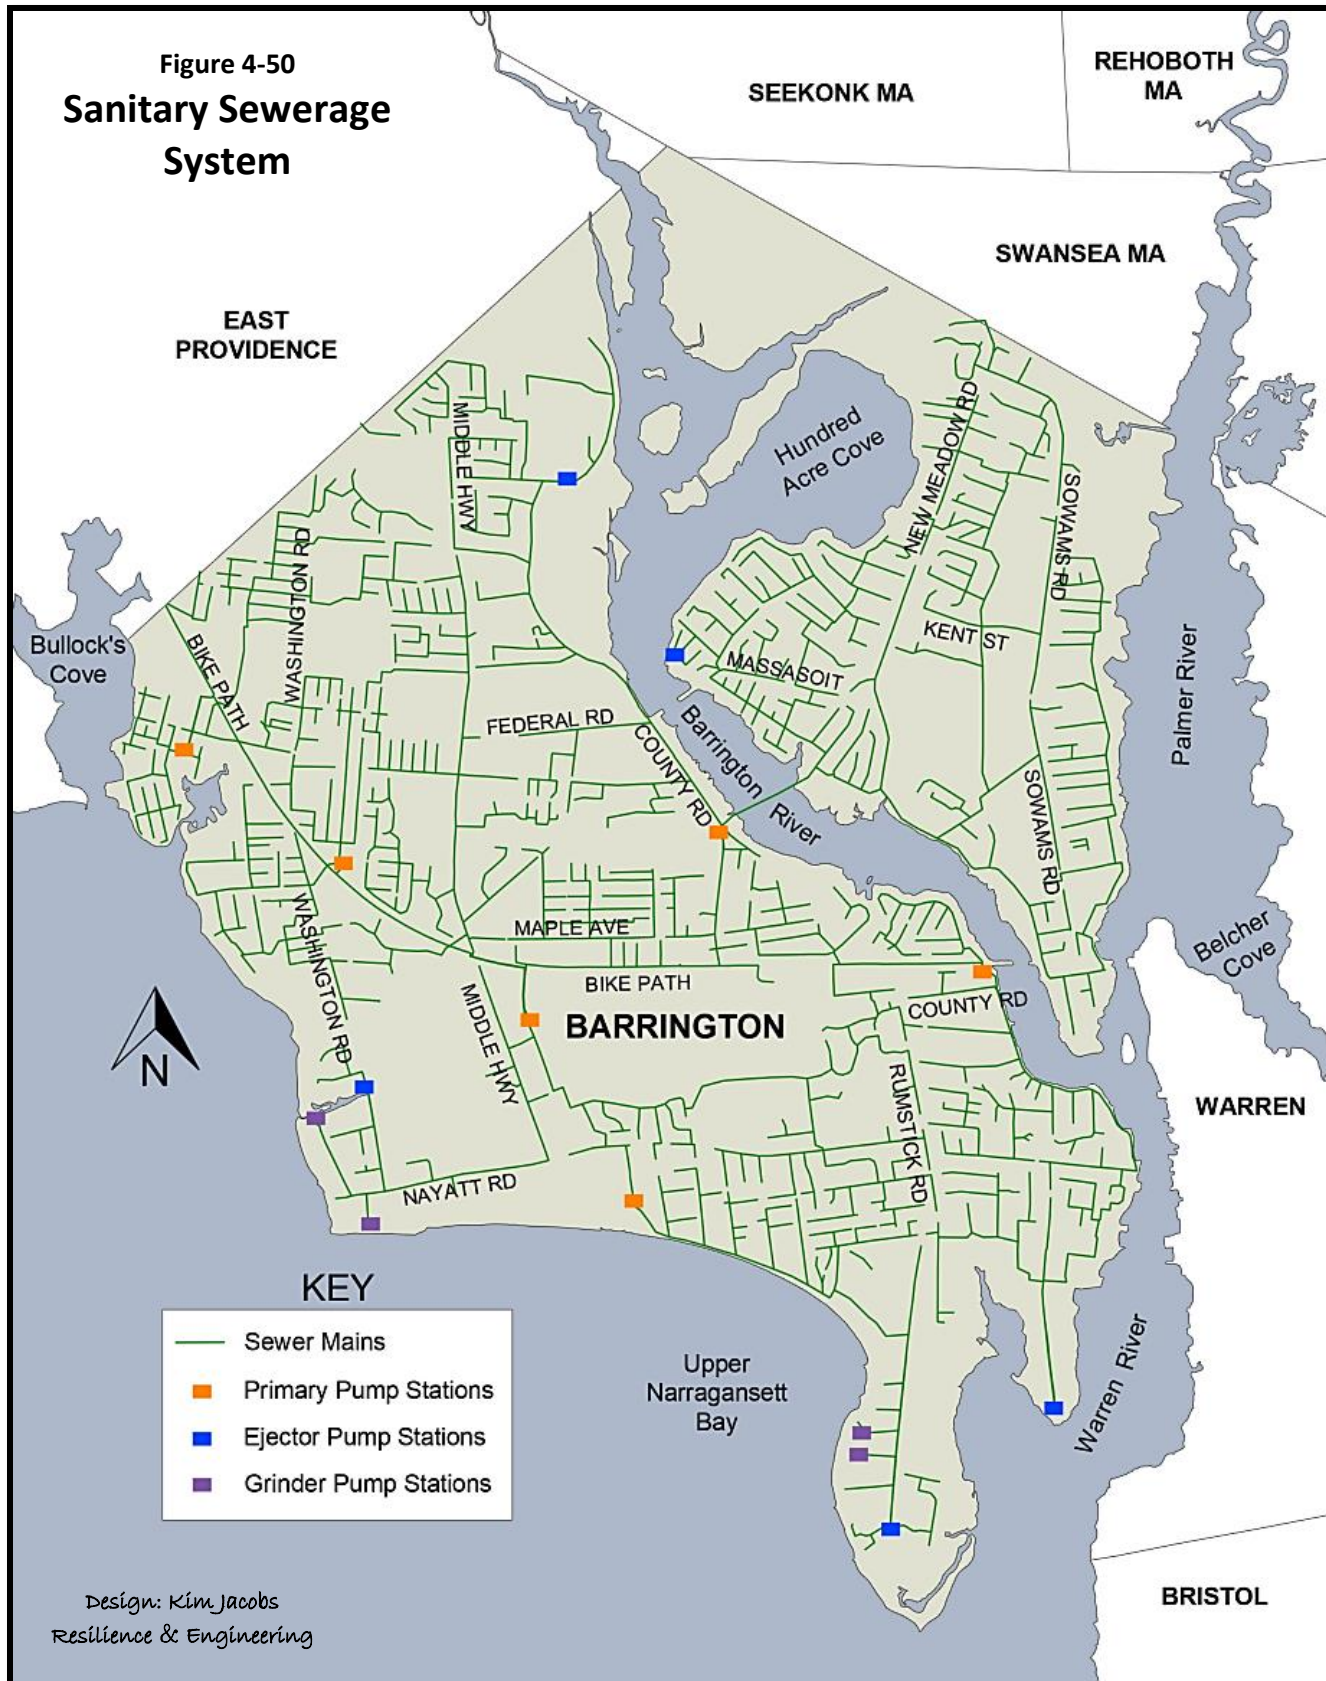 Figure 4-50
Sanitary Sewerage
System
SEEKONK MA
REHOBOTH
MA
SWANSEA MA
EAST
PROVIDENCE
Hundred
Acre Cove
MIDDLE HWY
NEW MEADOW RD
SOWAMS RD
WASHINGTON RD
Bullock's
Cove
BIKE PATH
KENT ST
MASSASOIT
Palmer River
FEDERAL RD
COUNTY RD
Barrington River
SOWAMS RD
WASHINGTON RD
MAPLE AVE
Belcher
Cove
BIKE PATH
MIDDLE HWY
COUNTY RD
BARRINGTON
N
RUMSTICK RD
WARREN
NAYATT RD
KEY
Sewer Mains
Primary Pump Stations
Ejector Pump Stations
Grinder Pump Stations
Upper
Narragansett
Bay
Warren River
BRISTOL
Design: Kim Jacobs
Resilience & Engineering